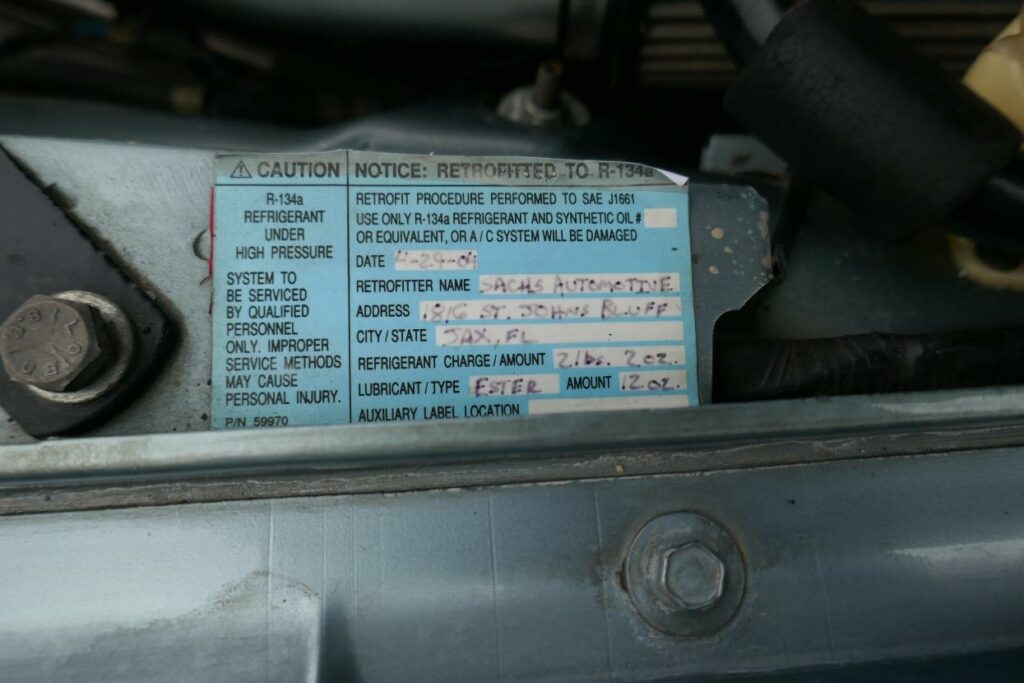 CAUTION
R-134a
REFRIGERANT
UNDER
HIGH PRESSURE
SYSTEM TO
BE SERVICED
BY QUALIFIED
PERSONNEL
ONLY. IMPROPER
SERVICE METHODS
MAY CAUSE
PERSONAL INJURY.
P/N 59970
NOTICE: RETROFITTED TO R-134a
RETROFIT PROCEDURE PERFORMED TO SAE J1661
USE ONLY R-134a REFRIGERANT AND SYNTHETIC OIL #
OR EQUIVALENT, OR A / C SYSTEM WILL BE DAMAGED
DATE 4-29-04
RETROFITTER NAME SACHS AUTOMOTIVE
ADDRESS 1816 ST. JOHNS BLUFF
CITY / STATE JAX, FL
REFRIGERANT CHARGE / AMOUNT 2 lbs. 2 oz.
LUBRICANT / TYPE ESTER AMOUNT 12 oz.
AUXILIARY LABEL LOCATION